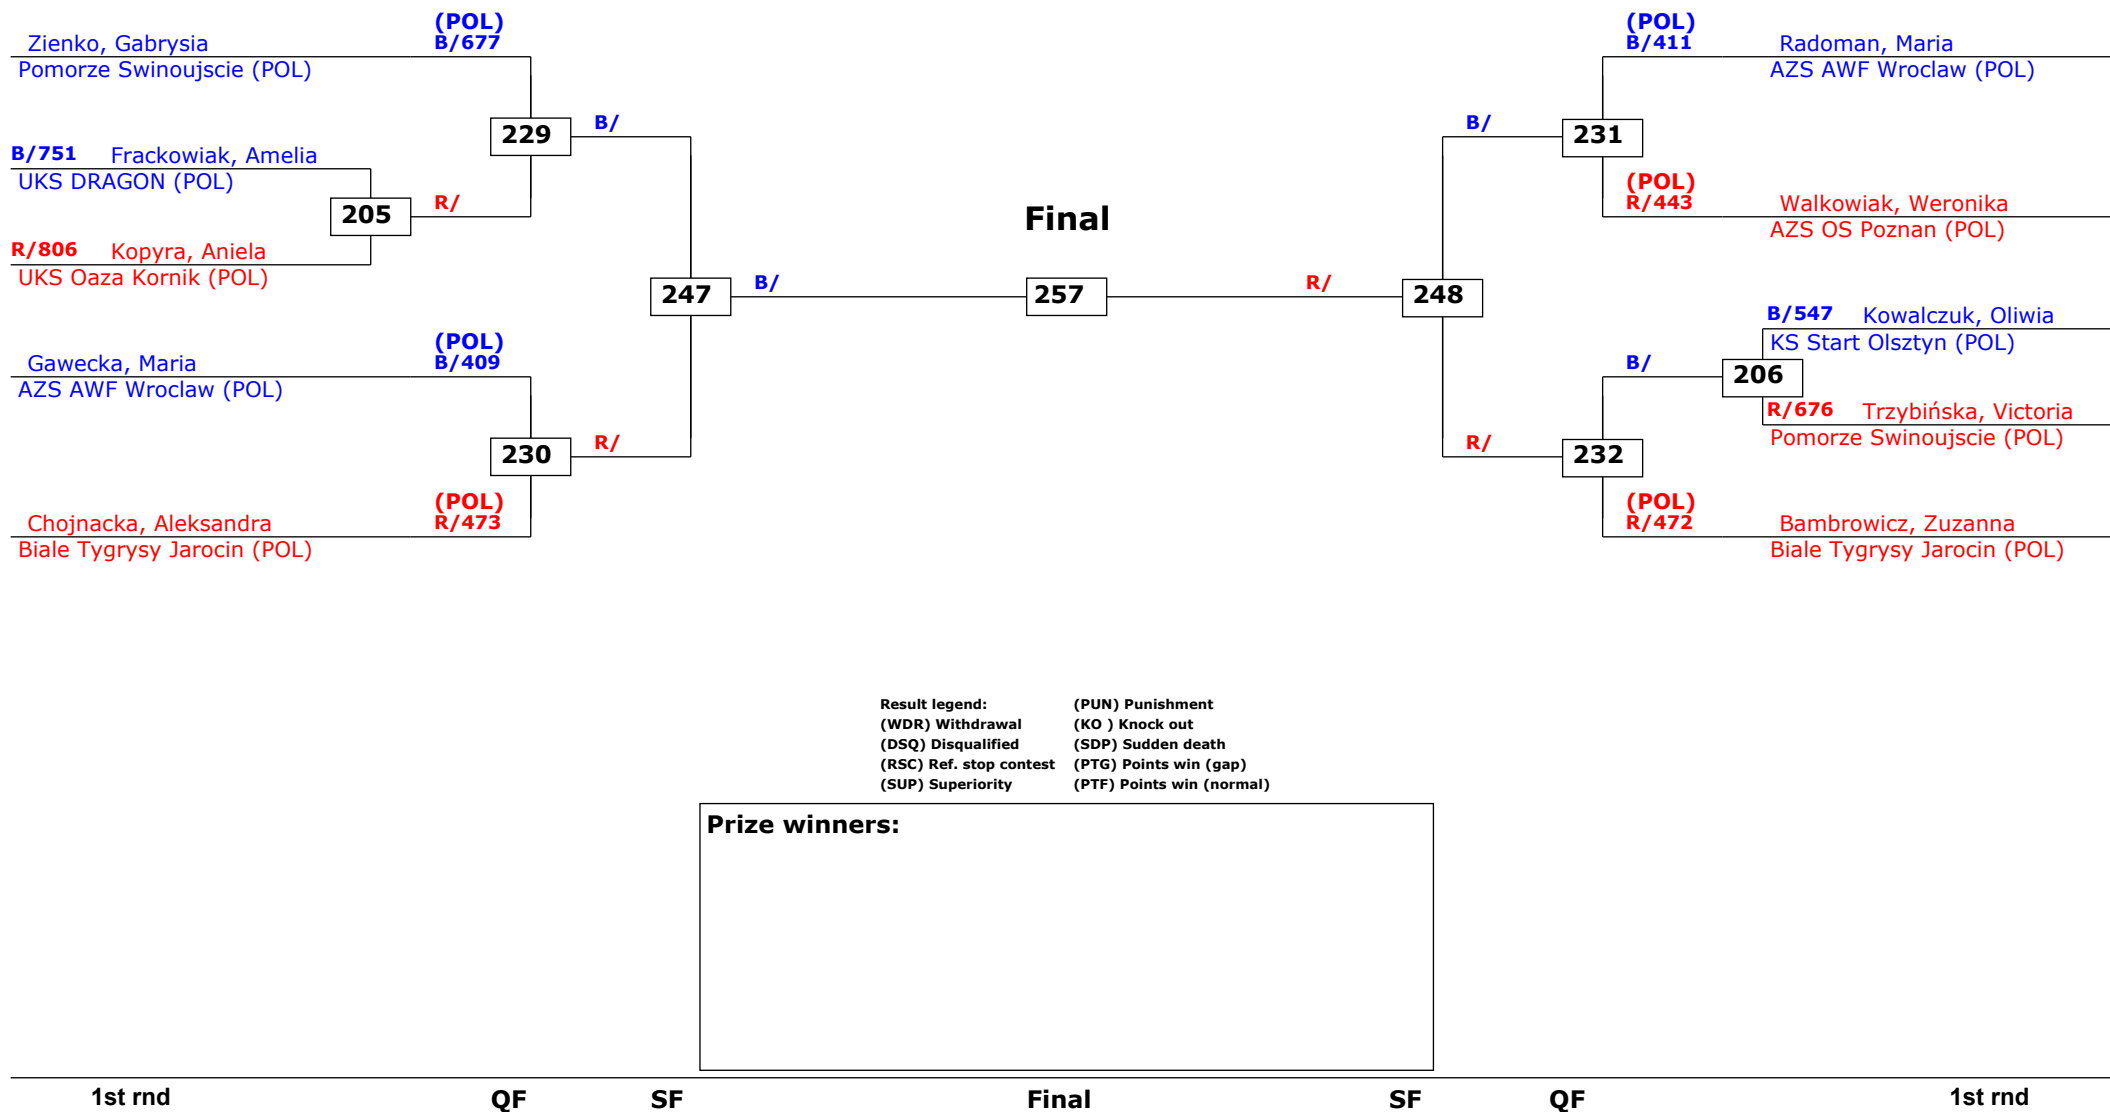 (POL)
B/677
Zienko, Gabrysia
Pomorze Swinoujscie (POL)
229
B/
B/751 Frackowiak, Amelia
UKS DRAGON (POL)
205
R/
R/806 Kopyra, Aniela
UKS Oaza Kornik (POL)
247
B/
(POL)
B/409
Gawecka, Maria
AZS AWF Wroclaw (POL)
230
R/
(POL)
R/473
Chojnacka, Aleksandra
Biale Tygrysy Jarocin (POL)
Final
257
(POL)
B/411
Radoman, Maria
AZS AWF Wroclaw (POL)
B/
231
(POL)
R/443
Walkowiak, Weronika
AZS OS Poznan (POL)
R/
248
B/547 Kowalczuk, Oliwia
KS Start Olsztyn (POL)
B/
206
R/676 Trzybińska, Victoria
Pomorze Swinoujscie (POL)
R/
232
(POL)
R/472
Bambrowicz, Zuzanna
Biale Tygrysy Jarocin (POL)
Result legend: (PUN) Punishment
(WDR) Withdrawal (KO ) Knock out
(DSQ) Disqualified (SDP) Sudden death
(RSC) Ref. stop contest (PTG) Points win (gap)
(SUP) Superiority (PTF) Points win (normal)
Prize winners:
1st rnd QF SF Final SF QF 1st rnd